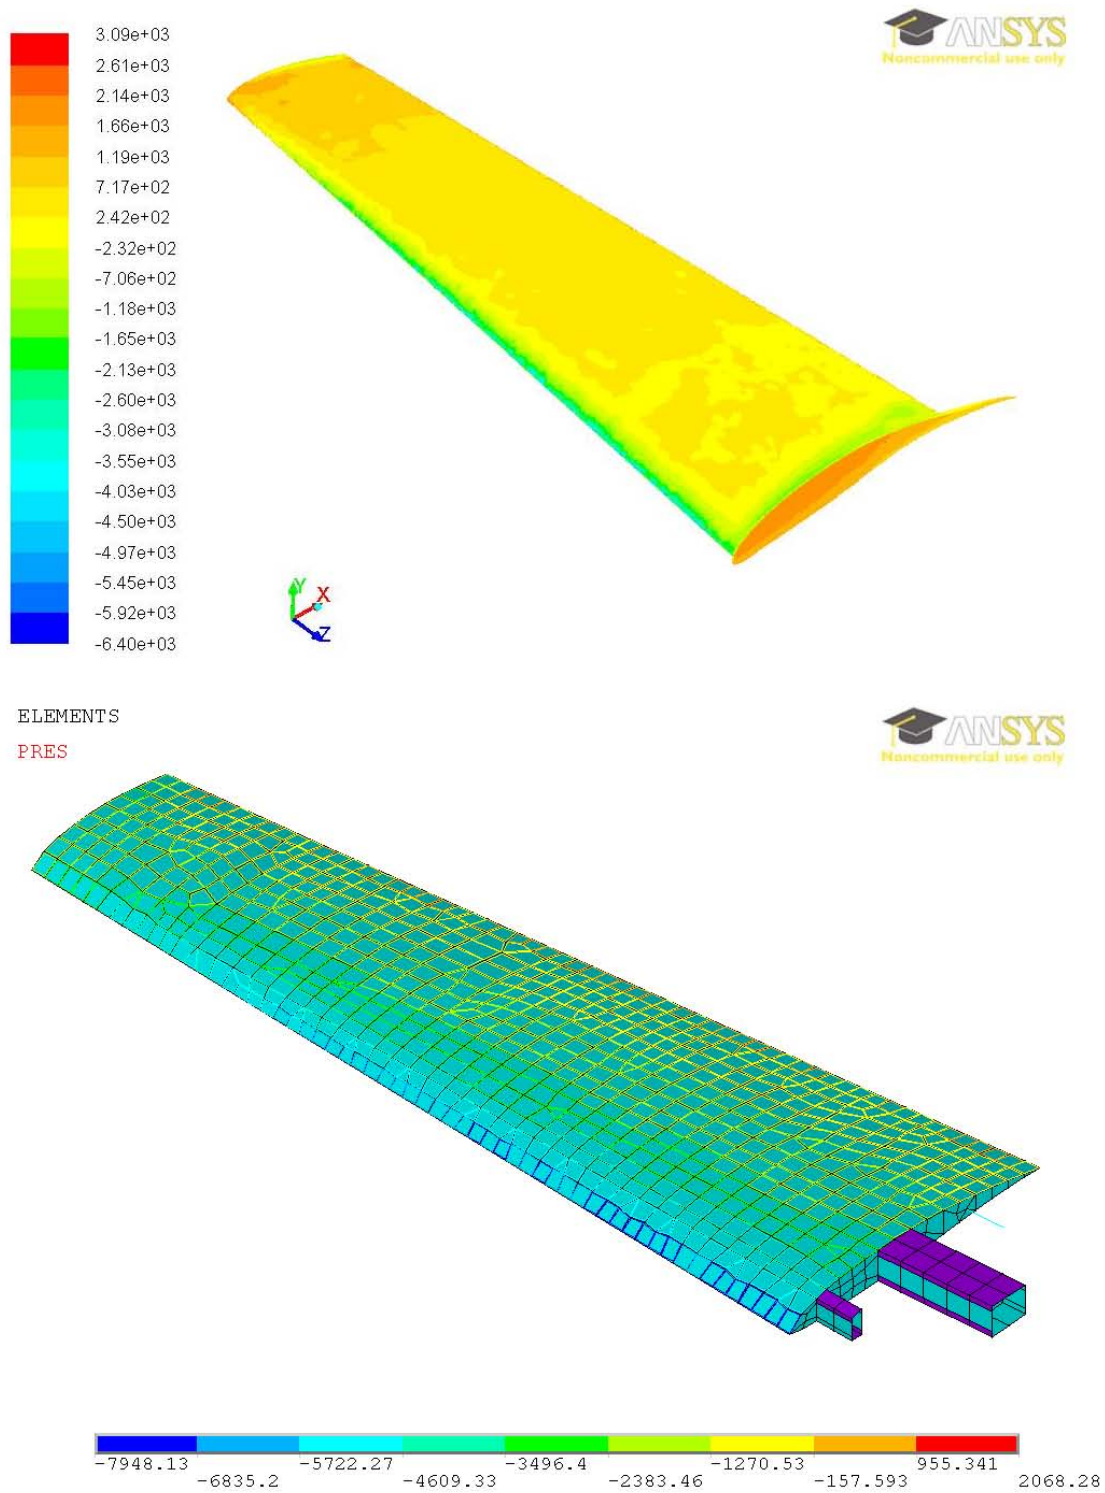 3.09e+03
2.61e+03
2.14e+03
1.66e+03
1.19e+03
7.17e+02
2.42e+02
-2.32e+02
-7.06e+02
-1.18e+03
-1.65e+03
-2.13e+03
-2.60e+03
-3.08e+03
-3.55e+03
-4.03e+03
-4.50e+03
-4.97e+03
-5.45e+03
-5.92e+03
-6.40e+03
ANSYS
Noncommercial use only
Y
X
Z
ELEMENTS
PRES
ANSYS
Noncommercial use only
-7948.13 -5722.27 -3496.4 -1270.53 955.341
-6835.2 -4609.33 -2383.46 -157.593 2068.28